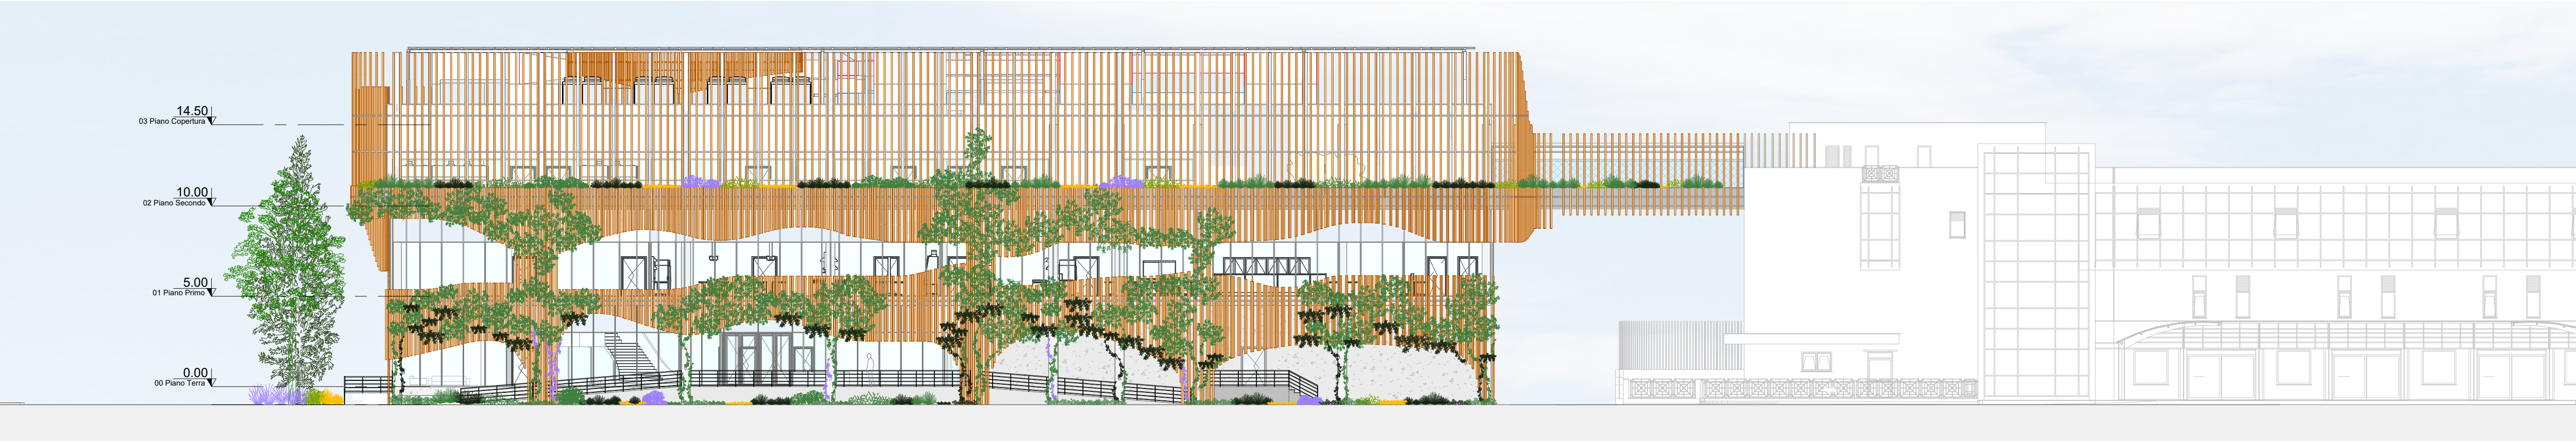 14.50
03 Piano Copertura
10.00
02 Piano Secondo
5.00
01 Piano Primo
0.00
00 Piano Terra